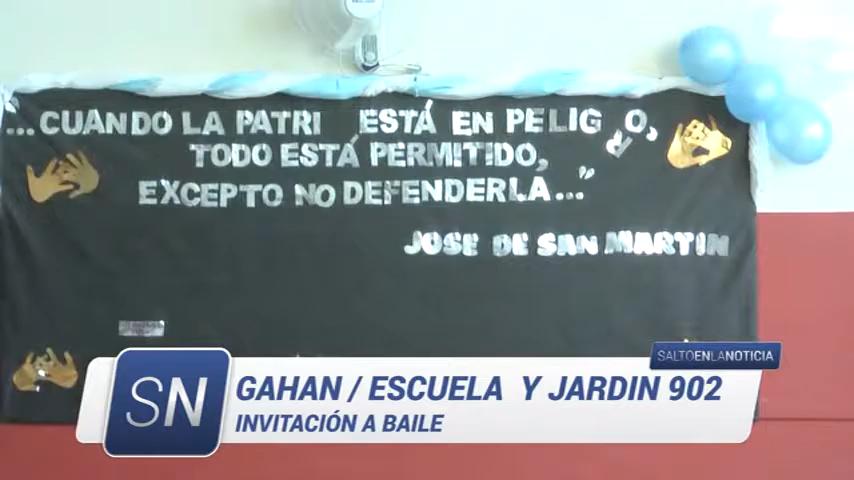 "...CUANDO LA PATRI ESTÁ EN PELIGRO,
TODO ESTÁ PERMITIDO,
EXCEPTO NO DEFENDERLA..."
JOSE DE SAN MARTIN
SALTOENLANOTICIA
SN
GAHAN / ESCUELA Y JARDIN 902
INVITACIÓN A BAILE